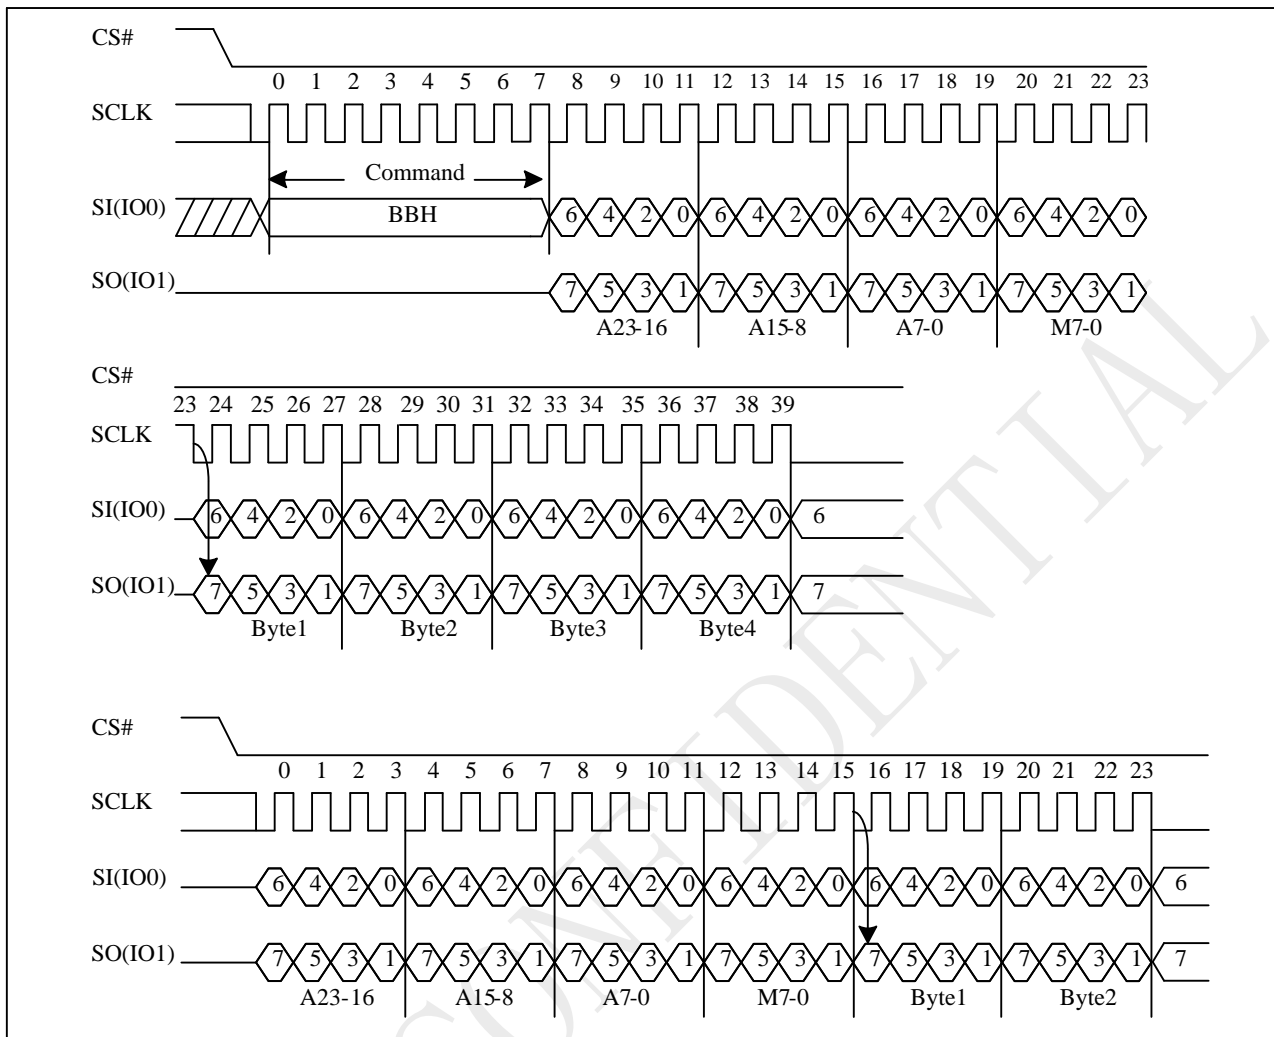 CS#
0 1 2 3 4 5 6 7 8 9 10 11 12 13 14 15 16 17 18 19 20 21 22 23
SCLK
Command
SI(IO0) BBH 6 4 2 0 6 4 2 0 6 4 2 0 6 4 2 0
SO(IO1) 7 5 3 1 7 5 3 1 7 5 3 1 7 5 3 1
A23-16 A15-8 A7-0 M7-0
CS#
23 24 25 26 27 28 29 30 31 32 33 34 35 36 37 38 39
SCLK
SI(IO0) 6 4 2 0 6 4 2 0 6 4 2 0 6 4 2 0 6
SO(IO1) 7 5 3 1 7 5 3 1 7 5 3 1 7 5 3 1 7
Byte1 Byte2 Byte3 Byte4
CS#
0 1 2 3 4 5 6 7 8 9 10 11 12 13 14 15 16 17 18 19 20 21 22 23
SCLK
SI(IO0) 6 4 2 0 6 4 2 0 6 4 2 0 6 4 2 0 6 4 2 0 6 4 2 0 6
SO(IO1) 7 5 3 1 7 5 3 1 7 5 3 1 7 5 3 1 7 5 3 1 7 5 3 1 7
A23-16 A15-8 A7-0 M7-0 Byte1 Byte2
CONFIDENTIAL